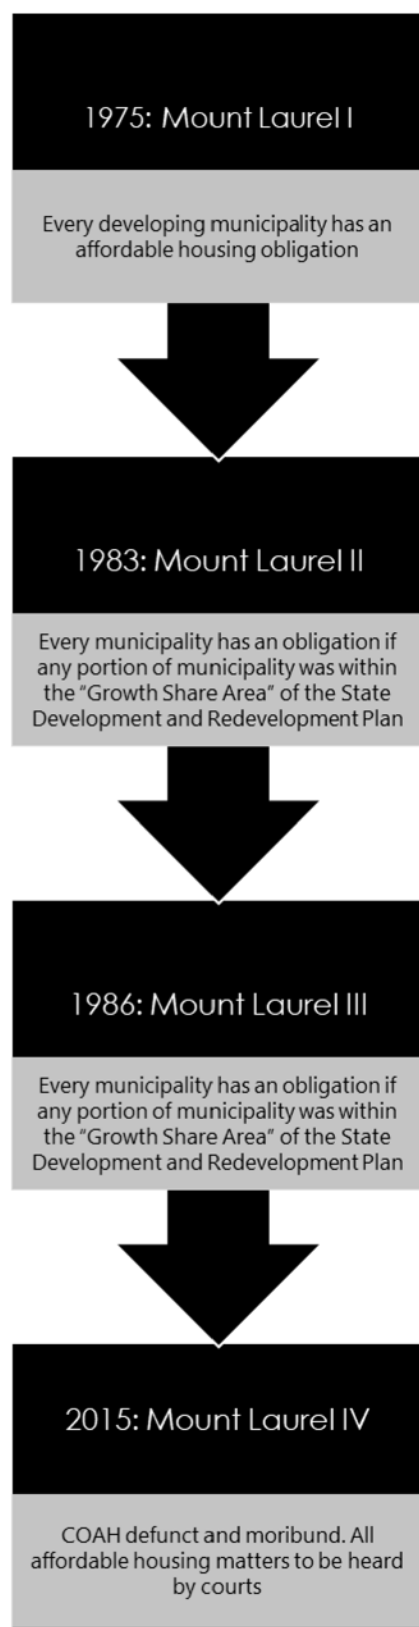 1975: Mount Laurel I
Every developing municipality has an
affordable housing obligation
1983: Mount Laurel II
Every municipality has an obligation if
any portion of municipality was within
the “Growth Share Area” of the State
Development and Redevelopment Plan
1986: Mount Laurel III
Every municipality has an obligation if
any portion of municipality was within
the “Growth Share Area” of the State
Development and Redevelopment Plan
2015: Mount Laurel IV
COAH defunct and moribund. All
affordable housing matters to be heard
by courts